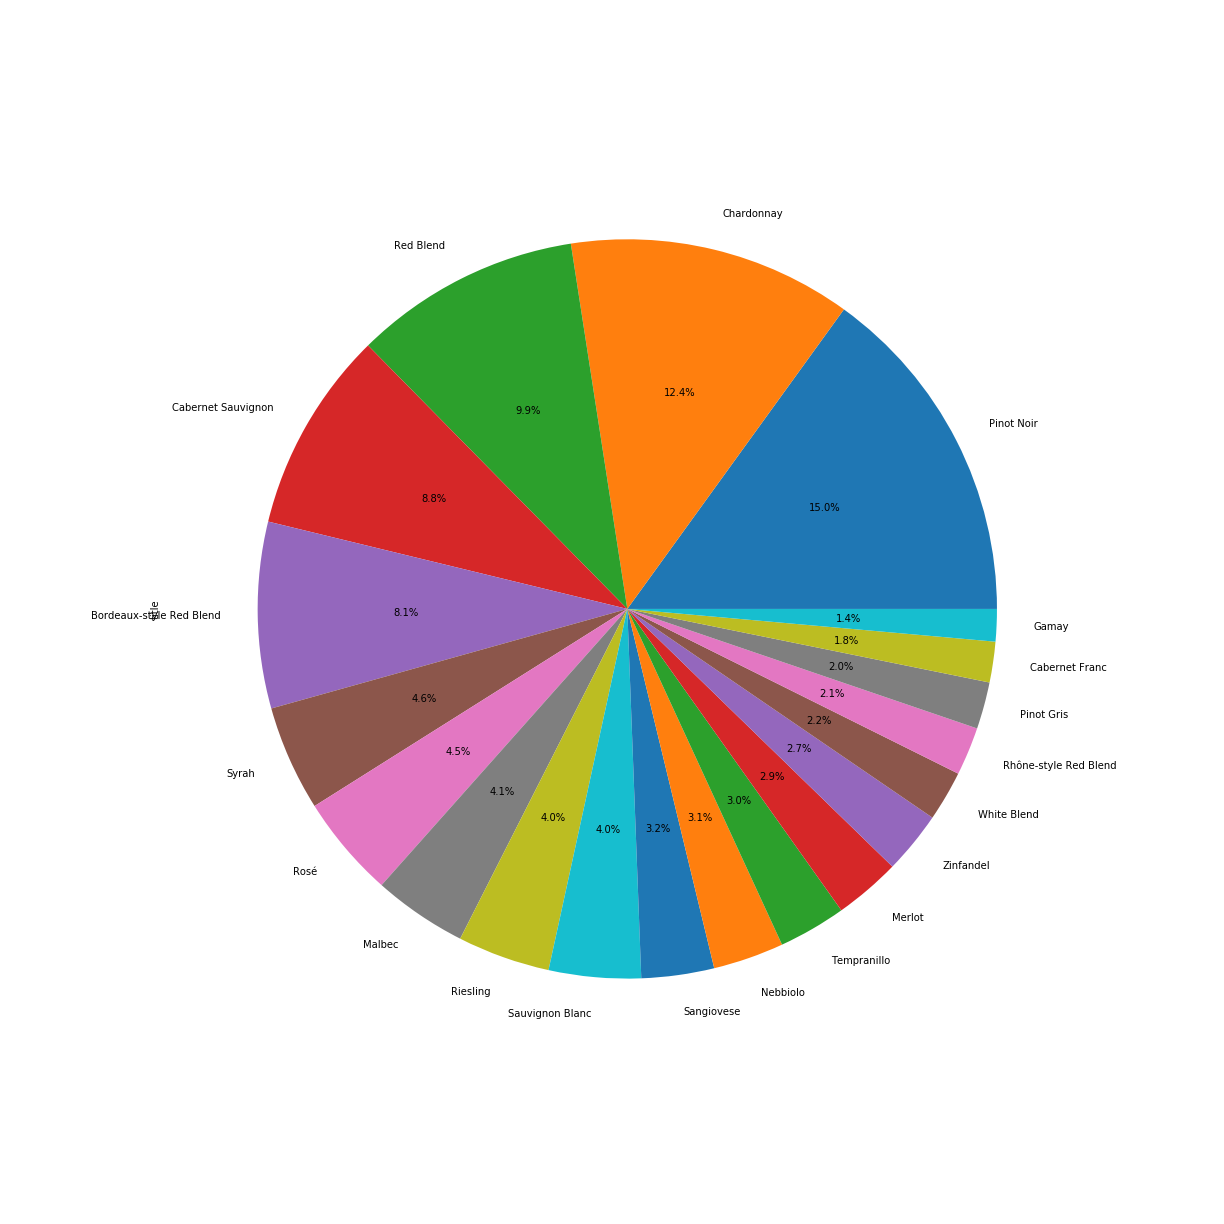 Chardonnay
Red Blend
12.4%
Pinot Noir
9.9%
Cabernet Sauvignon
8.8%
15.0%
Bordeaux-style Red Blend
8.1%
1.4%
Gamay
1.8%
Cabernet Franc
2.0%
Pinot Gris
2.1%
Rhône-style Red Blend
2.2%
White Blend
2.7%
Zinfandel
2.9%
Merlot
3.0%
Tempranillo
3.1%
Nebbiolo
3.2%
Sangiovese
4.0%
Sauvignon Blanc
4.0%
Riesling
4.1%
Malbec
4.5%
Rosé
4.6%
Syrah